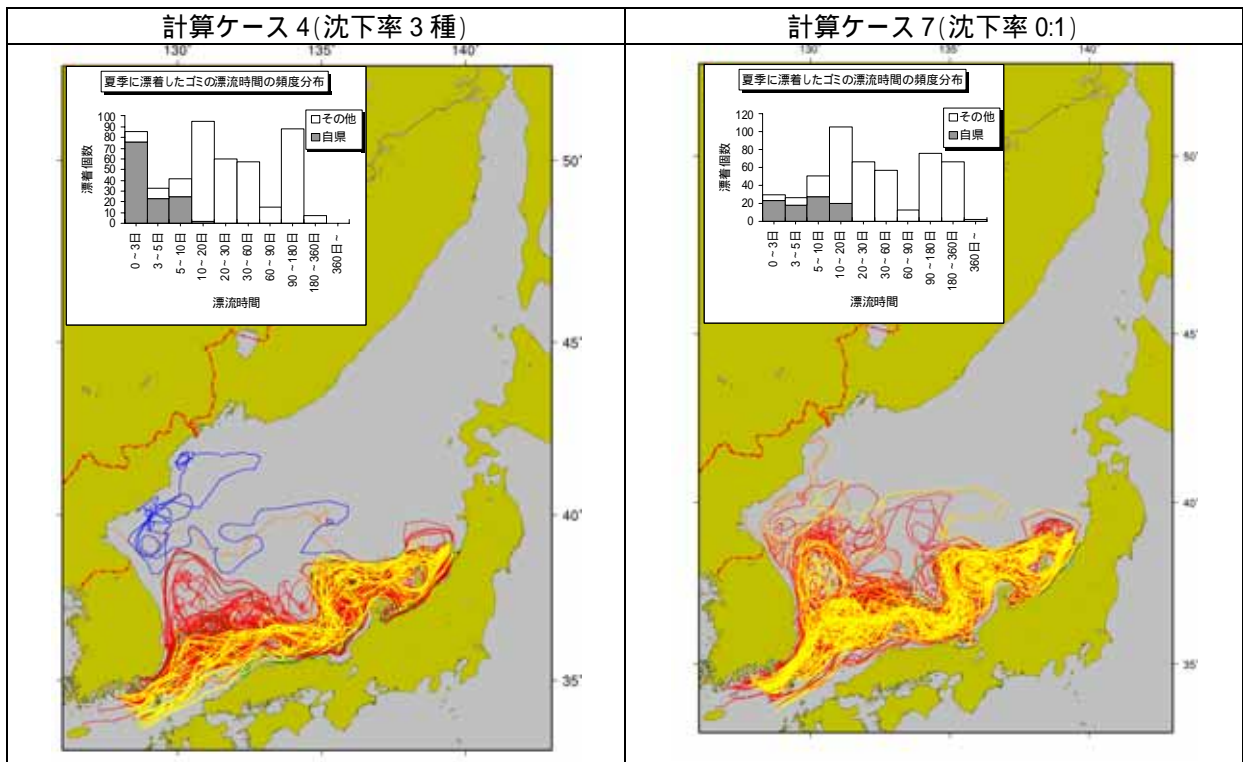 計算ケース 4(沈下率 3 種)
130°
135°
140°
夏季に漂着したゴミの漂流時間の頻度分布
その他
自県
漂着個数
100
90
80
70
60
50
40
30
20
10
0
0~3日
3~5日
5~10日
10~20日
20~30日
30~60日
60~90日
90~180日
180~360日
360日~
漂流時間
50°
45°
40°
35°
計算ケース 7(沈下率 0:1)
130°
135°
140°
夏季に漂着したゴミの漂流時間の頻度分布
その他
自県
漂着個数
120
100
80
60
40
20
0
0~3日
3~5日
5~10日
10~20日
20~30日
30~60日
60~90日
90~180日
180~360日
360日~
漂流時間
50°
45°
40°
35°